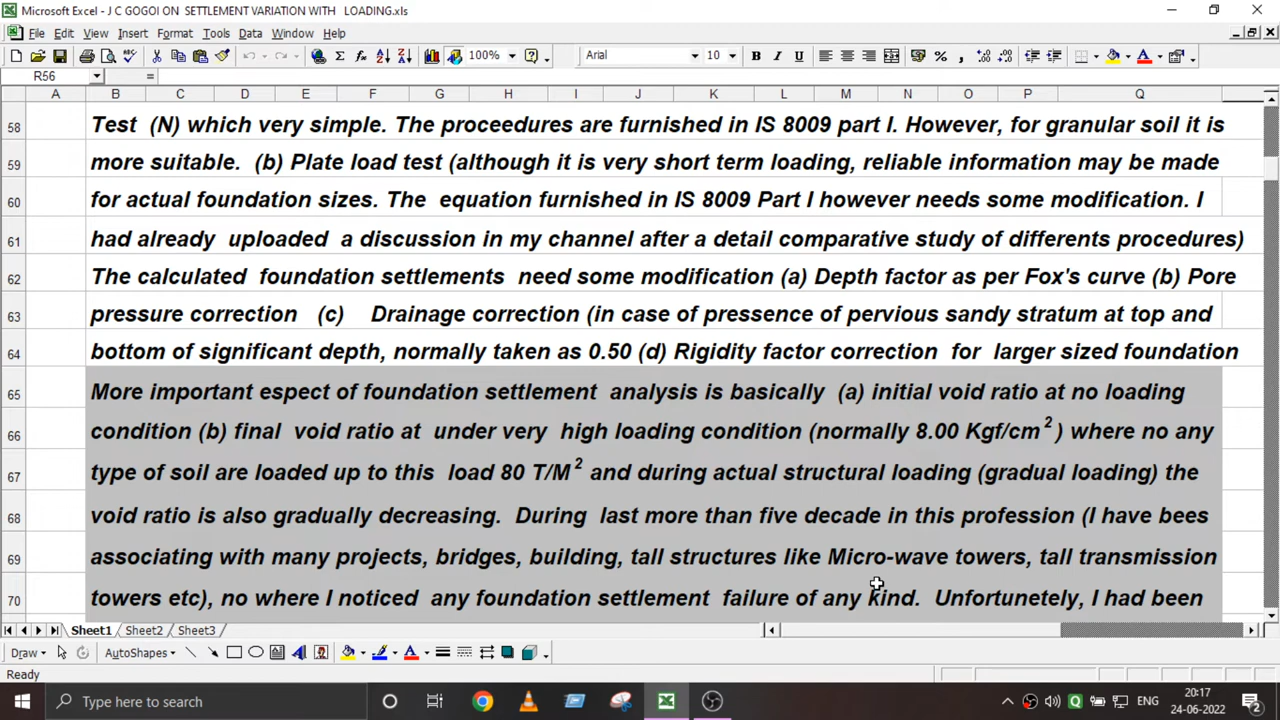 Microsoft Excel - J C GOGOI ON SETTLEMENT VARIATION WITH LOADING.xls
File Edit View Insert Format Tools Data Window Help
100% Arial 10 B I U
R56 =
A B C D E F G H I J K L M N O P Q
58 Test (N) which very simple. The proceedures are furnished in IS 8009 part I. However, for granular soil it is
59 more suitable. (b) Plate load test (although it is very short term loading, reliable information may be made
60 for actual foundation sizes. The equation furnished in IS 8009 Part I however needs some modification. I
61 had already uploaded a discussion in my channel after a detail comparative study of differents procedures)
62 The calculated foundation settlements need some modification (a) Depth factor as per Fox's curve (b) Pore
63 pressure correction (c) Drainage correction (in case of pressence of pervious sandy stratum at top and
64 bottom of significant depth, normally taken as 0.50 (d) Rigidity factor correction for larger sized foundation
65 More important espect of foundation settlement analysis is basically (a) initial void ratio at no loading
66 condition (b) final void ratio at under very high loading condition (normally 8.00 Kgf/cm 2 ) where no any
67 type of soil are loaded up to this load 80 T/M 2 and during actual structural loading (gradual loading) the
68 void ratio is also gradually decreasing. During last more than five decade in this profession (I have bees
69 associating with many projects, bridges, building, tall structures like Micro-wave towers, tall transmission
70 towers etc), no where I noticed any foundation settlement failure of any kind. Unfortunetely, I had been
Sheet1 Sheet2 Sheet3
Draw AutoShapes
Ready
Type here to search
ENG
20:17
24-06-2022
2